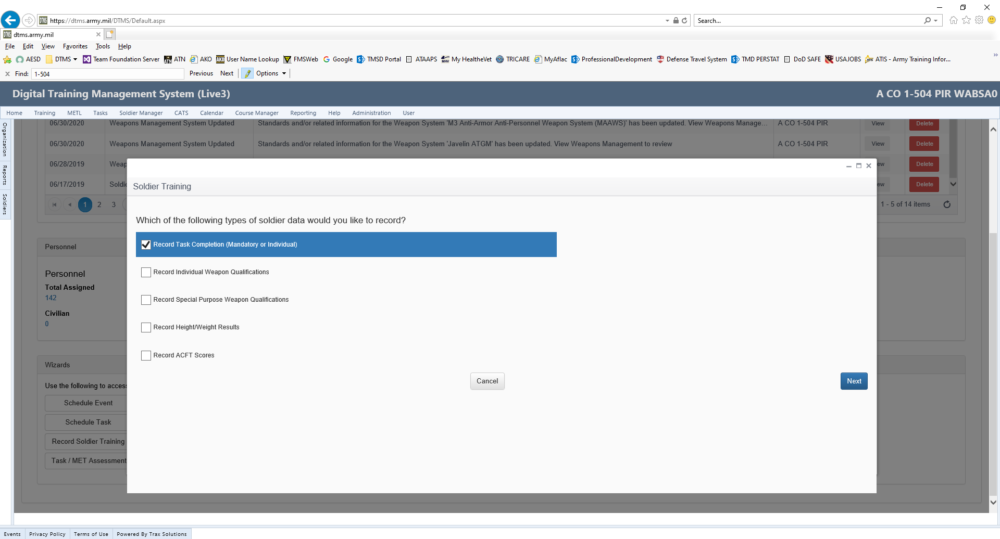 https://dtms.army.mil/DTMS/Default.aspx
Search...
dtms.army.mil
File Edit View Favorites Tools Help
AESD DTMS Team Foundation Server ATN AKO User Name Lookup FMSWeb Google TMSD Portal ATAAPS My HealtheVet TRICARE MyAflac ProfessionalDevelopment Defense Travel System TMD PERSTAT DoD SAFE USAJOBS ATIS - Army Training Infor...
Find: 1-504 Previous Next Options
Digital Training Management System (Live3) A CO 1-504 PIR WABSA0
Home Training METL Tasks Soldier Manager CATS Calendar Course Manager Reporting Help Administration User
Organization
Reports
Soldiers
06/30/2020 Weapons Management System Updated Standards and/or related information for the Weapon System 'M3 Anti-Armor Anti-Personnel Weapon System (MAAWS)' has been updated. View Weapons Manage... A CO 1-504 PIR View Delete
06/30/2020 Weapons Management System Updated Standards and/or related information for the Weapon System 'Javelin ATGM' has been updated. View Weapons Management to review A CO 1-504 PIR View Delete
06/28/2019 Weap ew Delete
06/17/2019 Soldie ew Delete
1 2 3 1 - 5 of 14 items
Soldier Training
Which of the following types of soldier data would you like to record?
Record Task Completion (Mandatory or Individual)
Record Individual Weapon Qualifications
Record Special Purpose Weapon Qualifications
Record Height/Weight Results
Record ACFT Scores
Cancel Next
Personnel
Personnel
Total Assigned
142
Civilian
0
Wizards
Use the following to access
Schedule Event
Schedule Task
Record Soldier Training
Task / MET Assessment
Events Privacy Policy Terms of Use Powered By Trax Solutions